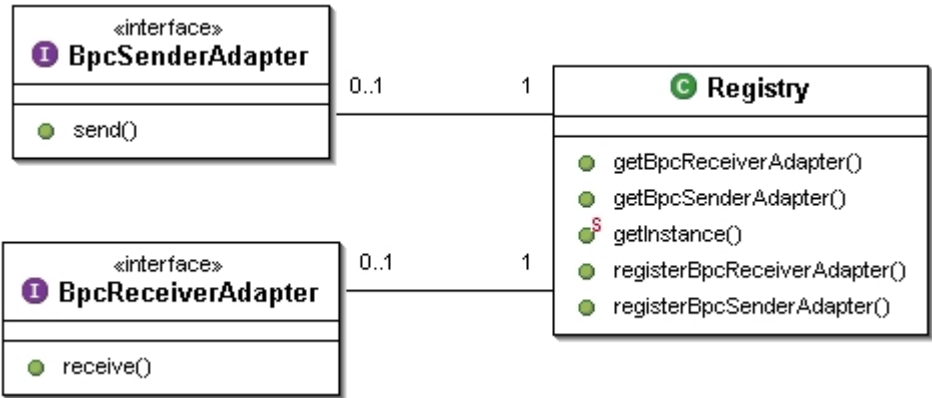 «interface»
I BpcSenderAdapter
send()
0..1
1
C Registry
getBpcReceiverAdapter()
getBpcSenderAdapter()
S getInstance()
registerBpcReceiverAdapter()
registerBpcSenderAdapter()
«interface»
I BpcReceiverAdapter
receive()
0..1
1